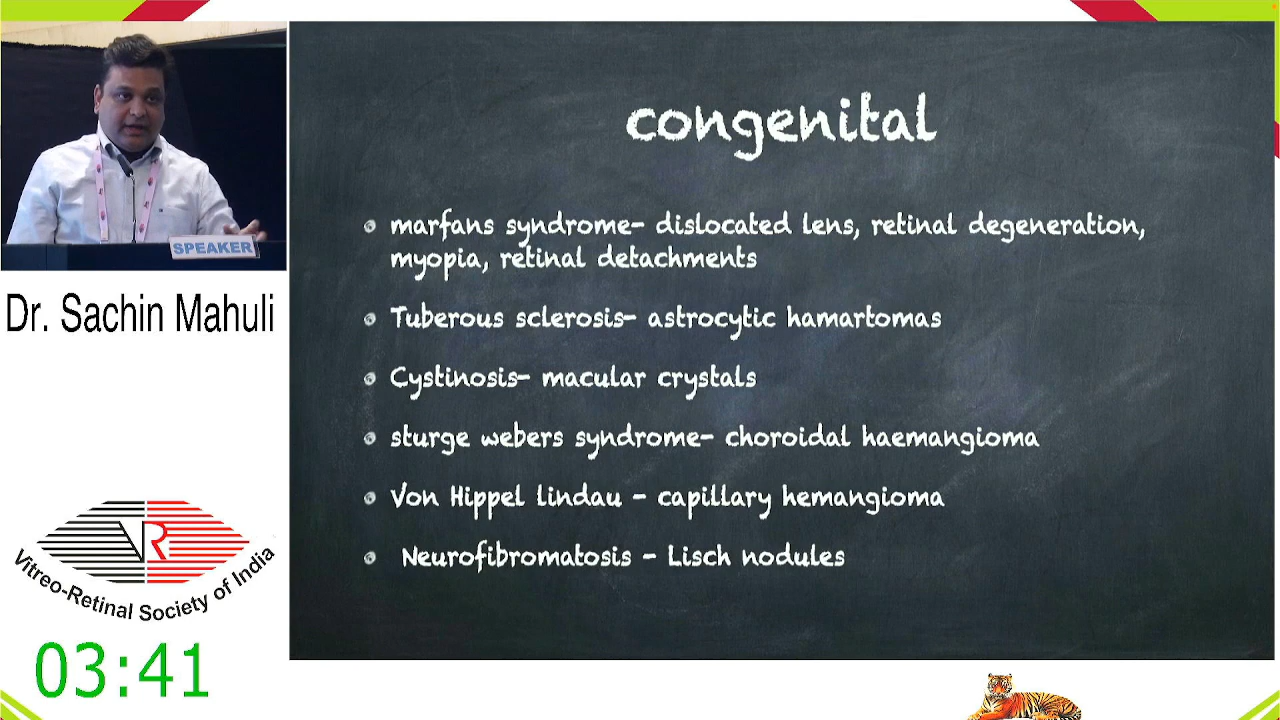 SPEAKER
Dr. Sachin Mahuli
VR
Vitreo-Retinal Society of India
03:41
congenital
marfans syndrome- dislocated lens, retinal degeneration,
myopia, retinal detachments
Tuberous sclerosis- astrocytic hamartomas
Cystinosis- macular crystals
sturge webers syndrome- choroidal haemangioma
Von Hippel lindau - capillary hemangioma
Neurofibromatosis - Lisch nodules